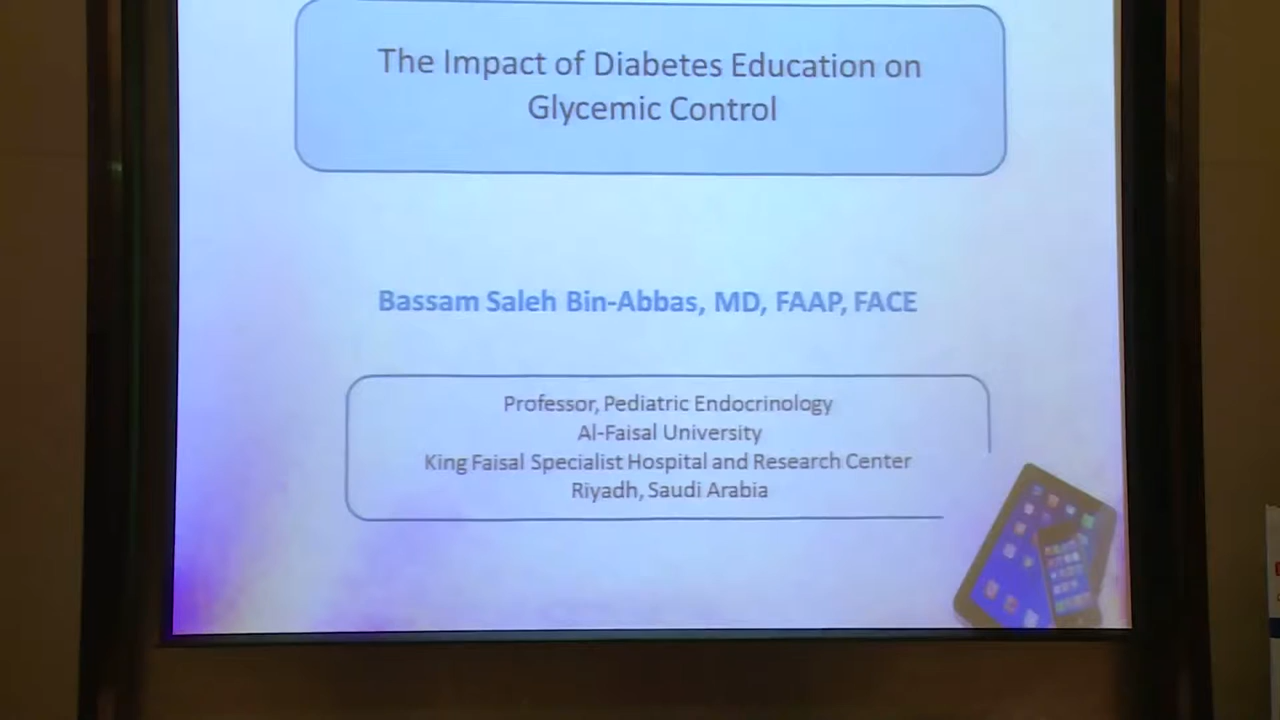 The Impact of Diabetes Education on
Glycemic Control
Bassam Saleh Bin-Abbas, MD, FAAP, FACE
Professor, Pediatric Endocrinology
Al-Faisal University
King Faisal Specialist Hospital and Research Center
Riyadh, Saudi Arabia